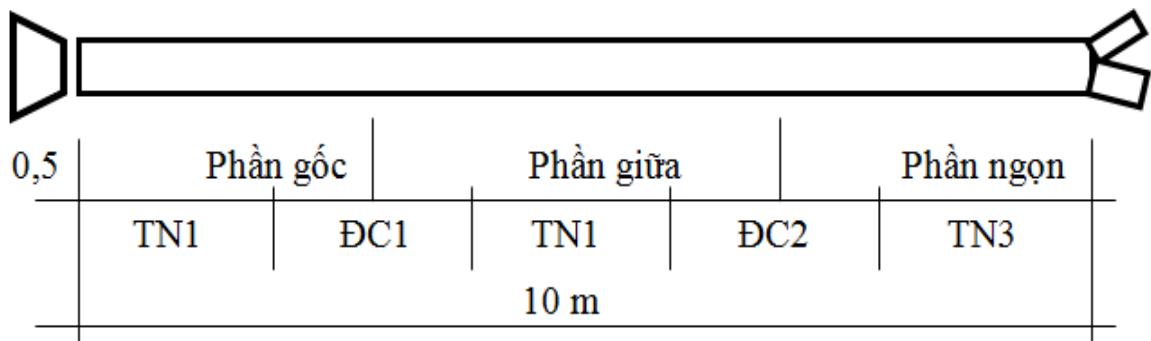 0,5 Phần gốc Phần giữa Phần ngọn
TN1 ĐC1 TN1 ĐC2 TN3
10 m